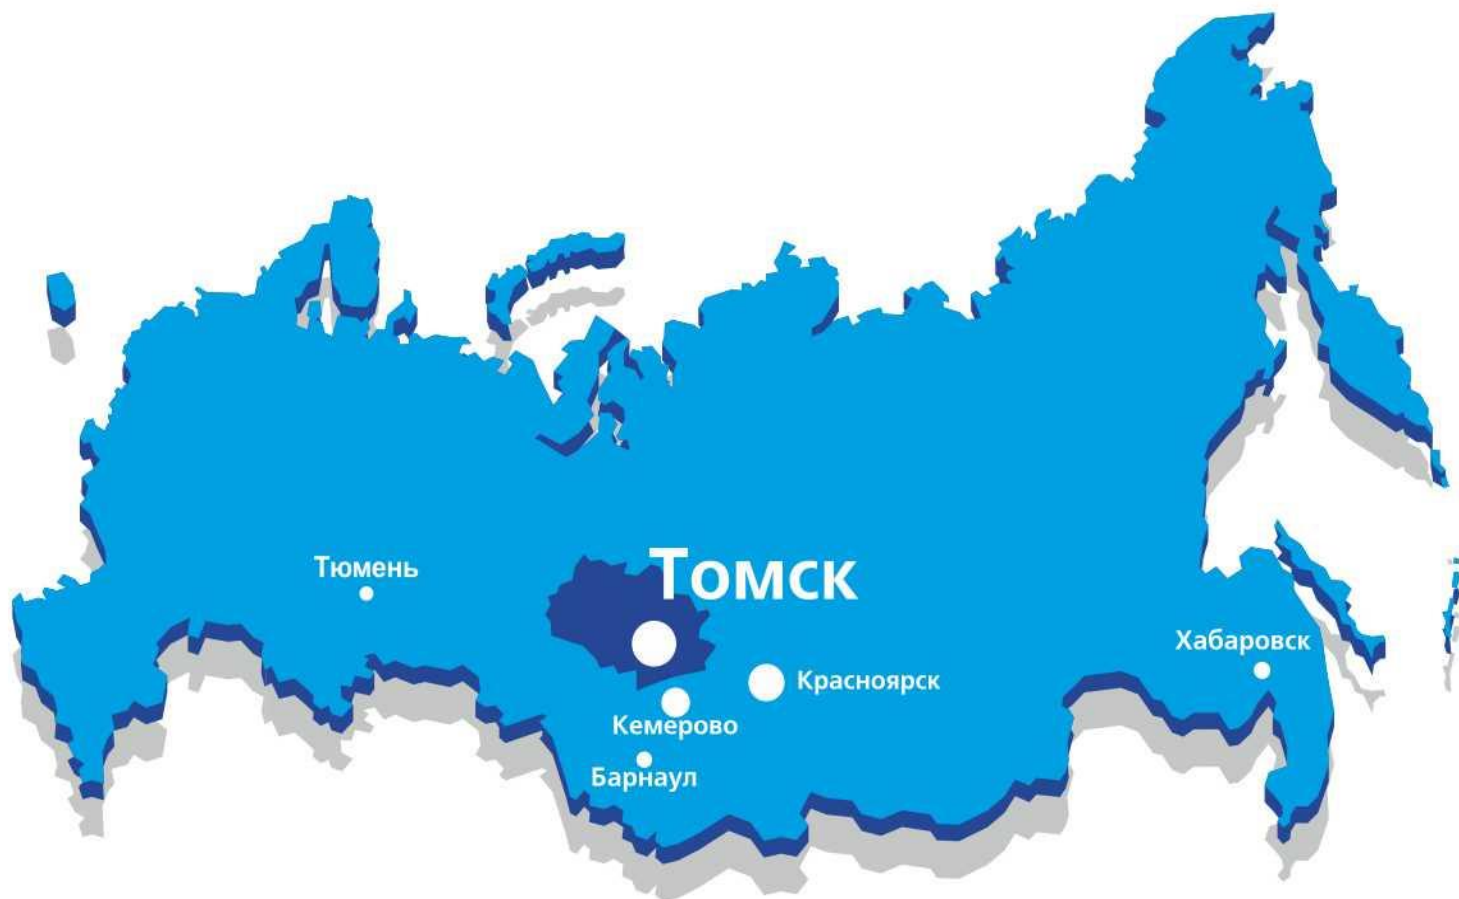 Тюмень
Томск
Хабаровск
Красноярск
Кемерово
Барнаул